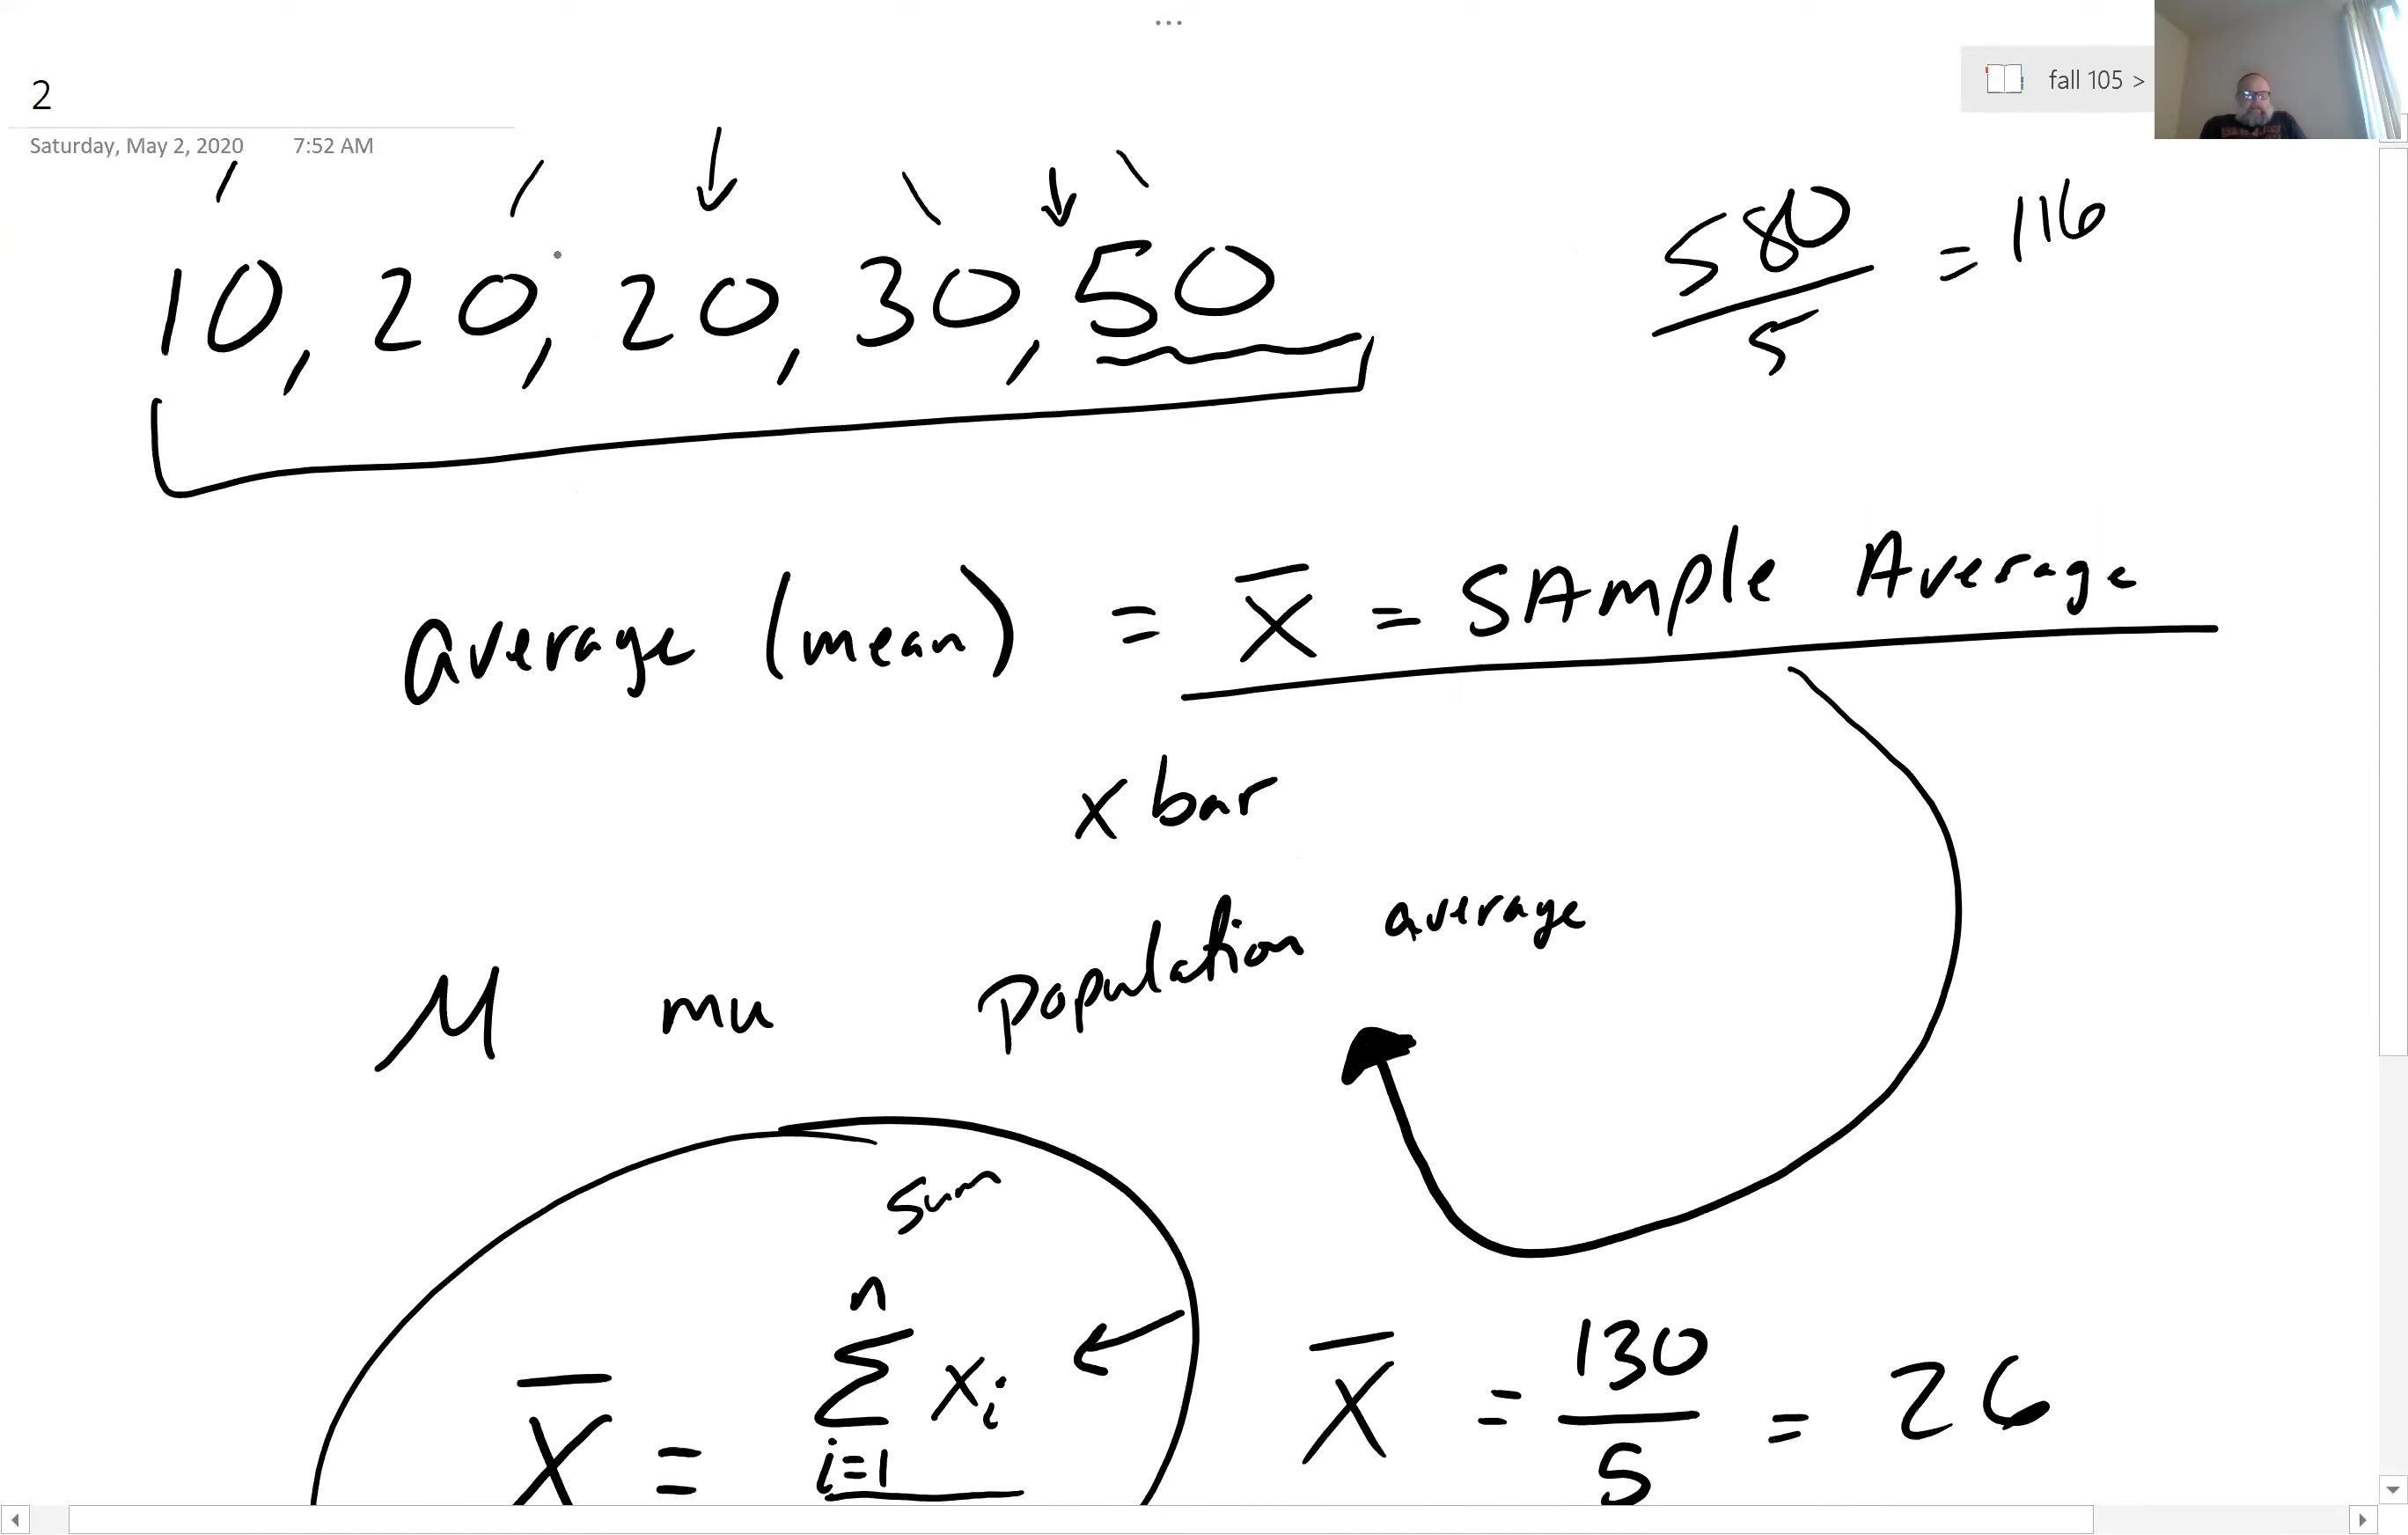 2
fall 105 >
Saturday, May 2, 2020 7:52 AM
10, 20, 20, 30, 50
580/5 = 116
average (mean) = X̅ = SAmple Average
x bar
μ mu population average
sum
X̅ = n Σ i=1 xi
X̅ = 130/5 = 26